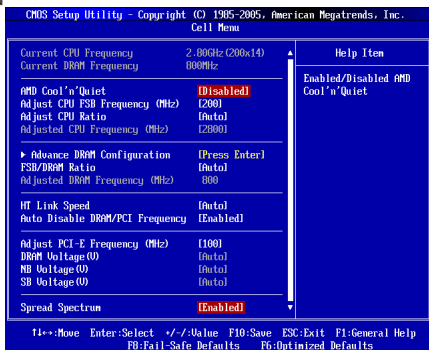 CMOS Setup Utility - Copyright (C) 1985-2005, American Megatrends, Inc.
Cell Menu
Current CPU Frequency 2.80GHz(200x14)
Current DRAM Frequency 800MHz
AMD Cool'n'Quiet [Disabled]
Adjust CPU FSB Frequency (MHz) [200]
Adjust CPU Ratio [Auto]
Adjusted CPU Frequency (MHz) [2800]
▶ Advance DRAM Configuration [Press Enter]
FSB/DRAM Ratio [Auto]
Adjusted DRAM Frequency (MHz) 800
HT Link Speed [Auto]
Auto Disable DRAM/PCI Frequency [Enabled]
Adjust PCI-E Frequency (MHz) [100]
DRAM Voltage(V) [Auto]
NB Voltage(V) [Auto]
SB Voltage(V) [Auto]
Spread Spectrum [Enabled]
Help Item
Enabled/Disabled AMD
Cool'n'Quiet
↑↓↔:Move Enter:Select +/-/:Value F10:Save ESC:Exit F1:General Help
F8:Fail-Safe Defaults F6:Optimized Defaults